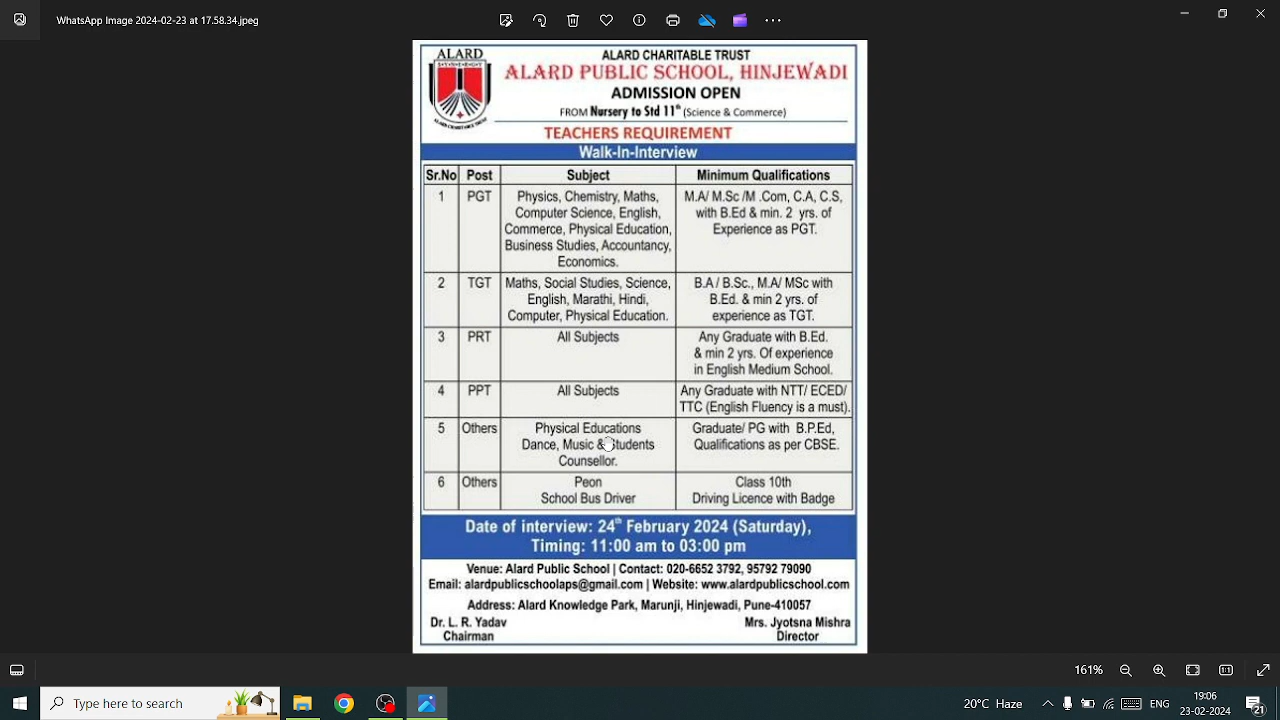 WhatsApp Image 2024-02-23 at 17.58.34.jpeg
ALARD
ALARD CHARITABLE TRUST
ALARD CHARITABLE TRUST
ALARD PUBLIC SCHOOL, HINJEWADI
ADMISSION OPEN
FROM Nursery to Std 11th (Science & Commerce)
TEACHERS REQUIREMENT
Walk-In-Interview
Sr.No Post Subject Minimum Qualifications
1 PGT Physics, Chemistry, Maths, M.A/ M.Sc /M .Com, C.A, C.S,
Computer Science, English, with B.Ed & min. 2 yrs. of
Commerce, Physical Education, Experience as PGT.
Business Studies, Accountancy,
Economics.
2 TGT Maths, Social Studies, Science, B.A / B.Sc., M.A/ MSc with
English, Marathi, Hindi, B.Ed. & min 2 yrs. of
Computer, Physical Education. experience as TGT.
3 PRT All Subjects Any Graduate with B.Ed.
& min 2 yrs. Of experience
in English Medium School.
4 PPT All Subjects Any Graduate with NTT/ ECED/
TTC (English Fluency is a must).
5 Others Physical Educations Graduate/ PG with B.P.Ed,
Dance, Music & Students Qualifications as per CBSE.
Counsellor.
6 Others Peon Class 10th
School Bus Driver Driving Licence with Badge
Date of interview: 24th February 2024 (Saturday),
Timing: 11:00 am to 03:00 pm
Venue: Alard Public School | Contact: 020-6652 3792, 95792 79090
Email: alardpublicschoolaps@gmail.com | Website: www.alardpublicschool.com
Address: Alard Knowledge Park, Marunji, Hinjewadi, Pune-410057
Dr. L. R. Yadav Mrs. Jyotsna Mishra
Chairman Director
161%
Type here to search
20°C Haze
ENG
19:06
23-02-2024
2